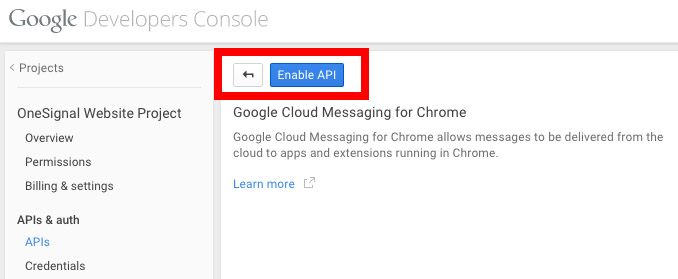 Google Developers Console
Projects
OneSignal Website Project
Overview
Permissions
Billing & settings
APIs & auth
APIs
Credentials
Enable API
Google Cloud Messaging for Chrome
Google Cloud Messaging for Chrome allows messages to be delivered from the
cloud to apps and extensions running in Chrome.
Learn more